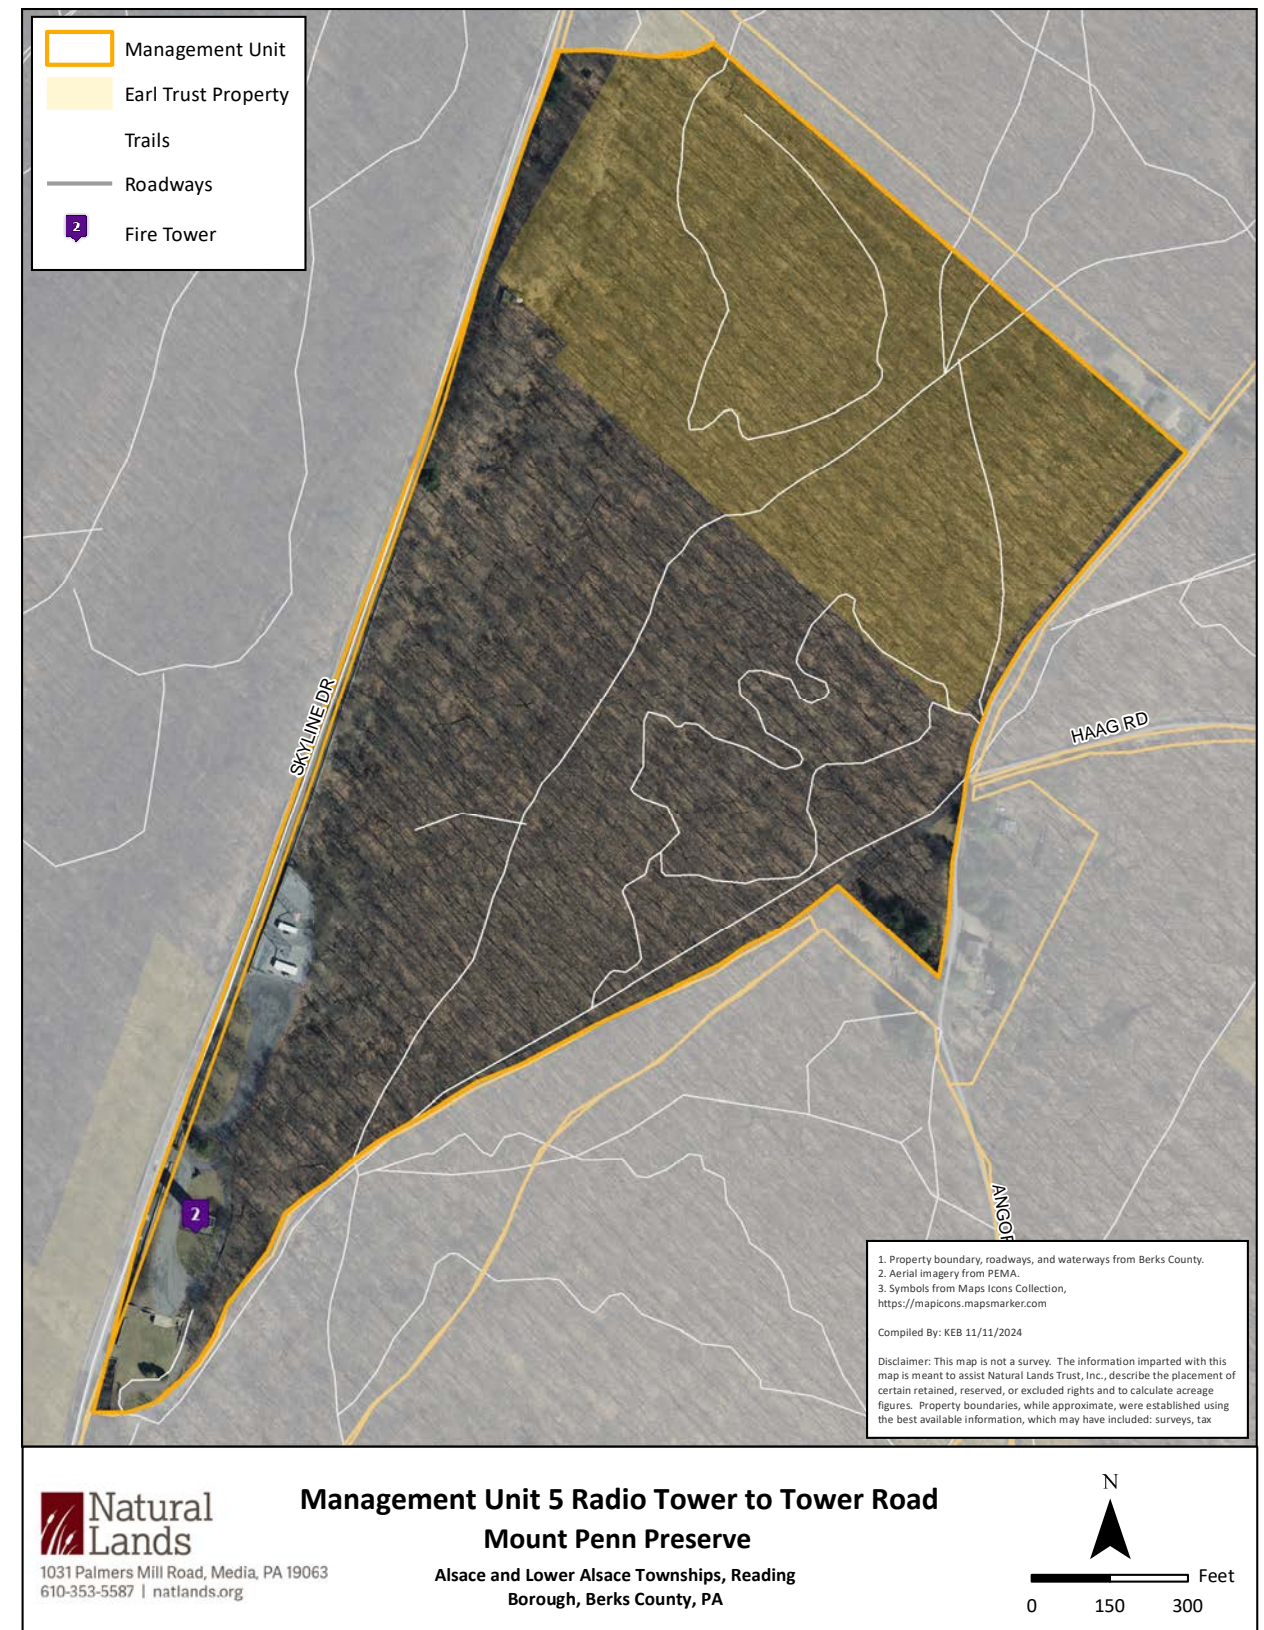 Management Unit
Earl Trust Property
Trails
Roadways
2
Fire Tower
SKYLINE DR
HAAG RD
2
ANGOR
1. Property boundary, roadways, and waterways from Berks County.
2. Aerial imagery from PEMA.
3. Symbols from Maps Icons Collection,
https://mapicons.mapsmarker.com
Compiled By: KEB 11/11/2024
Disclaimer: This map is not a survey. The information imparted with this
map is meant to assist Natural Lands Trust, Inc., describe the placement of
certain retained, reserved, or excluded rights and to calculate acreage
figures. Property boundaries, while approximate, were established using
the best available information, which may have included: surveys, tax
Natural
Lands
1031 Palmers Mill Road, Media, PA 19063
610-353-5587 | natlands.org
Management Unit 5 Radio Tower to Tower Road
Mount Penn Preserve
Alsace and Lower Alsace Townships, Reading
Borough, Berks County, PA
N
Feet
0 150 300